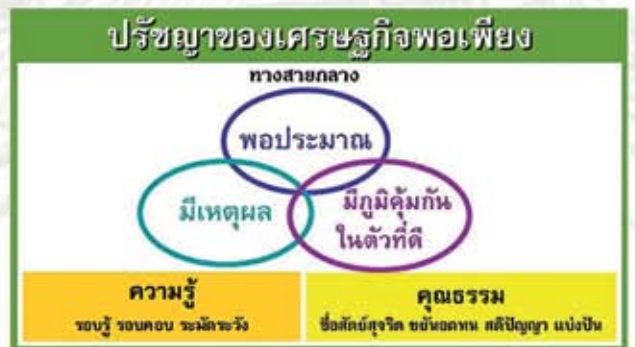 ปรัชญาของเศรษฐกิจพอเพียง
ทางสายกลาง
พอประมาณ
มีเหตุผล
มีภูมิคุ้มกัน
ในตัวที่ดี
ความรู้
รอบรู้ รอบคอบ ระมัดระวัง
คุณธรรม
ซื่อสัตย์สุจริต ขยันอดทน สติปัญญา แบ่งปัน